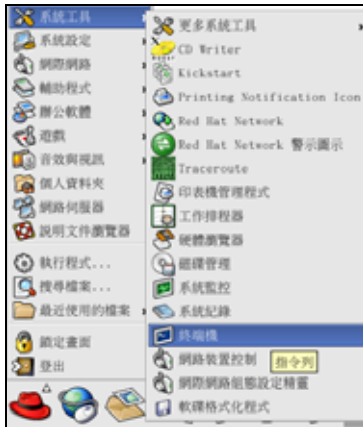 系統工具
系統設定
網際網路
輔助程式
辦公軟體
遊戲
音效與視訊
個人資料夾
網路伺服器
說明文件瀏覽器
執行程式...
搜尋檔案...
最近使用的檔案
鎖定畫面
登出
更多系統工具
CD Writer
Kickstart
Printing Notification Icon
Red Hat Network
Red Hat Network 警示圖示
Traceroute
印表機管理程式
工作排程器
硬體瀏覽器
磁碟管理
系統監控
系統紀錄
終端機
網路裝置控制
指令列
網際網路組態設定精靈
軟碟格式化程式